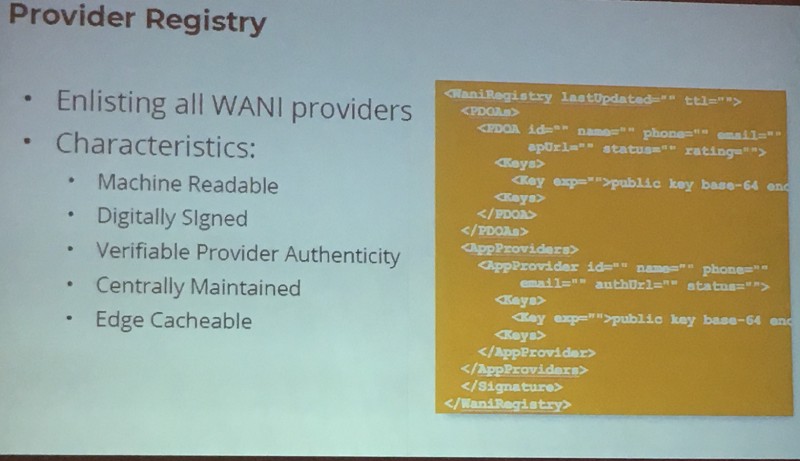 Provider Registry
• Enlisting all WANI providers
• Characteristics:
• Machine Readable
• Digitally SIgned
• Verifiable Provider Authenticity
• Centrally Maintained
• Edge Cacheable
<WaniRegistry lastUpdated="" ttl="">
<PDOAs>
<PDOA id="" name="" phone="" email=""
apUrl="" status="" rating="">
<Keys>
<Key exp="">public key base-64 enc
<Keys>
</PDOA>
</PDOAs>
<AppProviders>
<AppProvider id="" name="" phone=""
email="" authUrl="" status="">
<Keys>
<Key exp="">public key base-64 enc
<Keys>
</AppProvider>
</AppProviders>
</Signature>
</WaniRegistry>